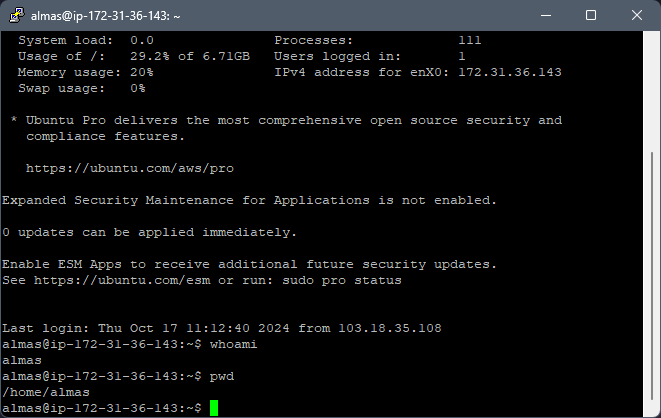 almas@ip-172-31-36-143: ~
System load:  0.0                Processes:             111
Usage of /:   29.2% of 6.71GB   Users logged in:       1
Memory usage: 20%               IPv4 address for enX0: 172.31.36.143
Swap usage:   0%
* Ubuntu Pro delivers the most comprehensive open source security and
compliance features.
https://ubuntu.com/aws/pro
Expanded Security Maintenance for Applications is not enabled.
0 updates can be applied immediately.
Enable ESM Apps to receive additional future security updates.
See https://ubuntu.com/esm or run: sudo pro status
Last login: Thu Oct 17 11:12:40 2024 from 103.18.35.108
almas@ip-172-31-36-143:~$ whoami
almas
almas@ip-172-31-36-143:~$ pwd
/home/almas
almas@ip-172-31-36-143:~$